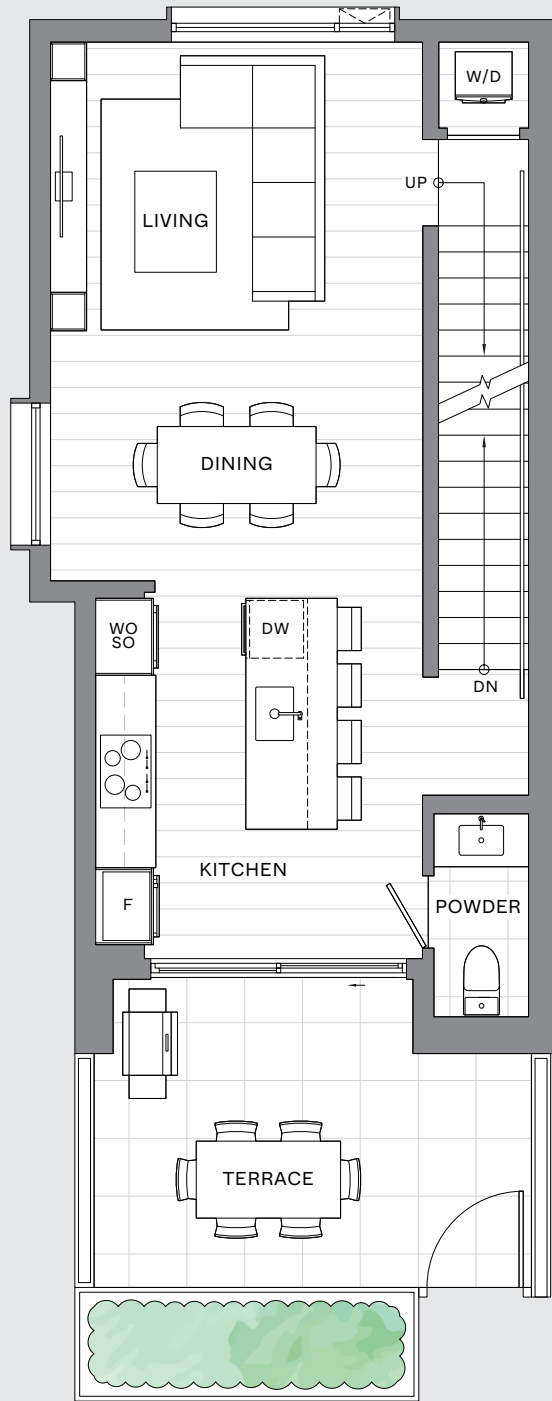 W/D
UP
LIVING
DINING
WO
SO
DW
DN
KITCHEN
F
POWDER
TERRACE